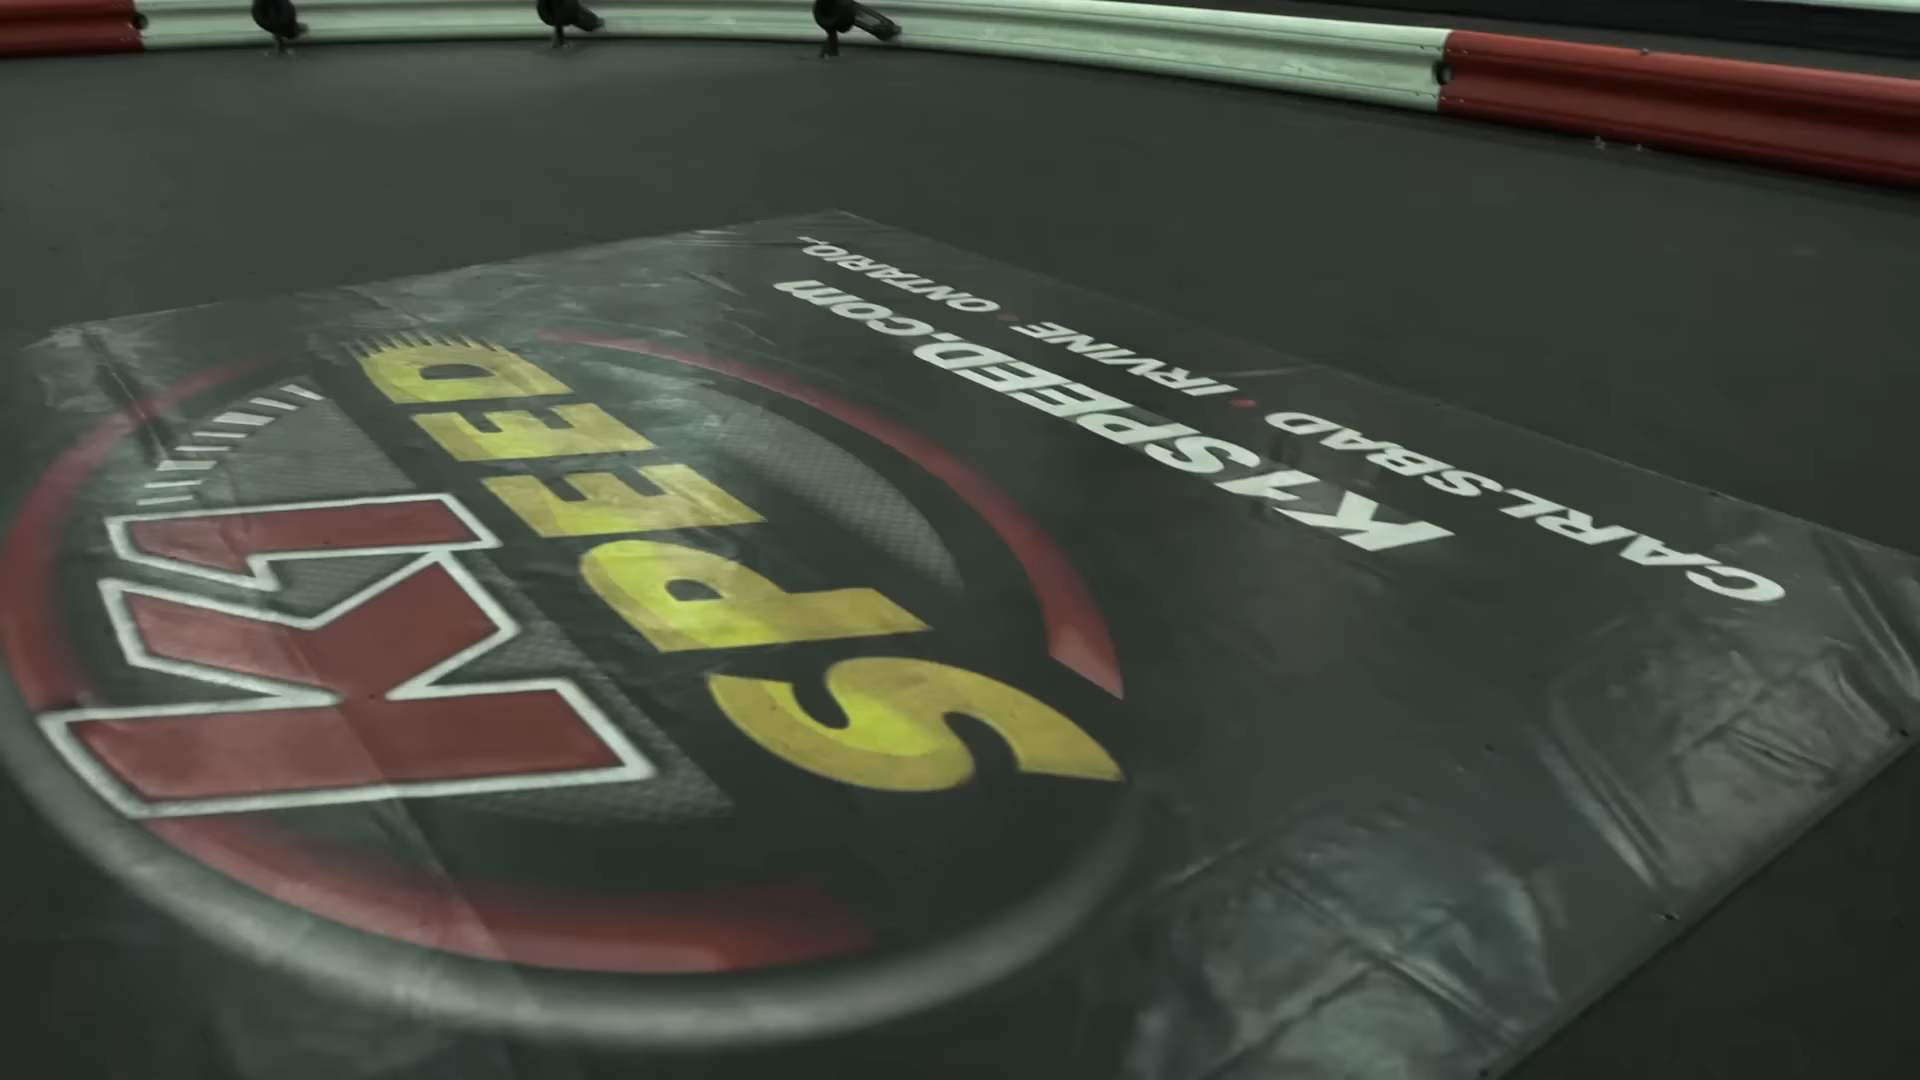 K1
SPEED
K1SPEED.com
CARLSBAD • IRVINE • ONTARIO,